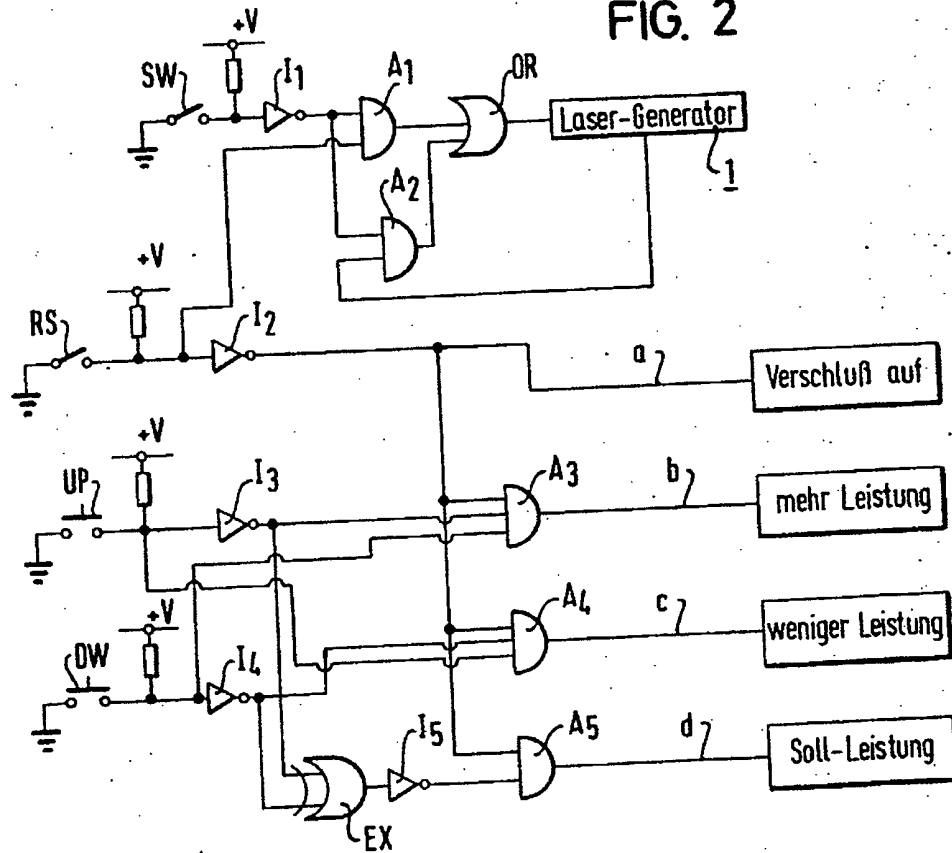 FIG. 2
+V
SW
I1
A1
OR
Laser-Generator
1
A2
+V
RS
I2
a
Verschluß auf
+V
UP
I3
A3
b
mehr Leistung
+V
DW
I4
A4
c
weniger Leistung
I5
A5
d
Soll-Leistung
EX